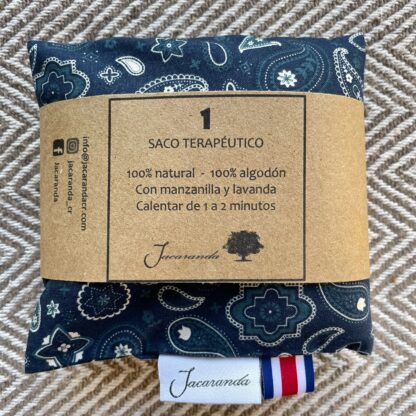 1
SACO TERAPÉUTICO
100% natural - 100% algodón
Con manzanilla y lavanda
Calentar de 1 a 2 minutos
Jacaranda
info@jacarandacr.com
jacaranda_cr
Jacaranda
Jacaranda